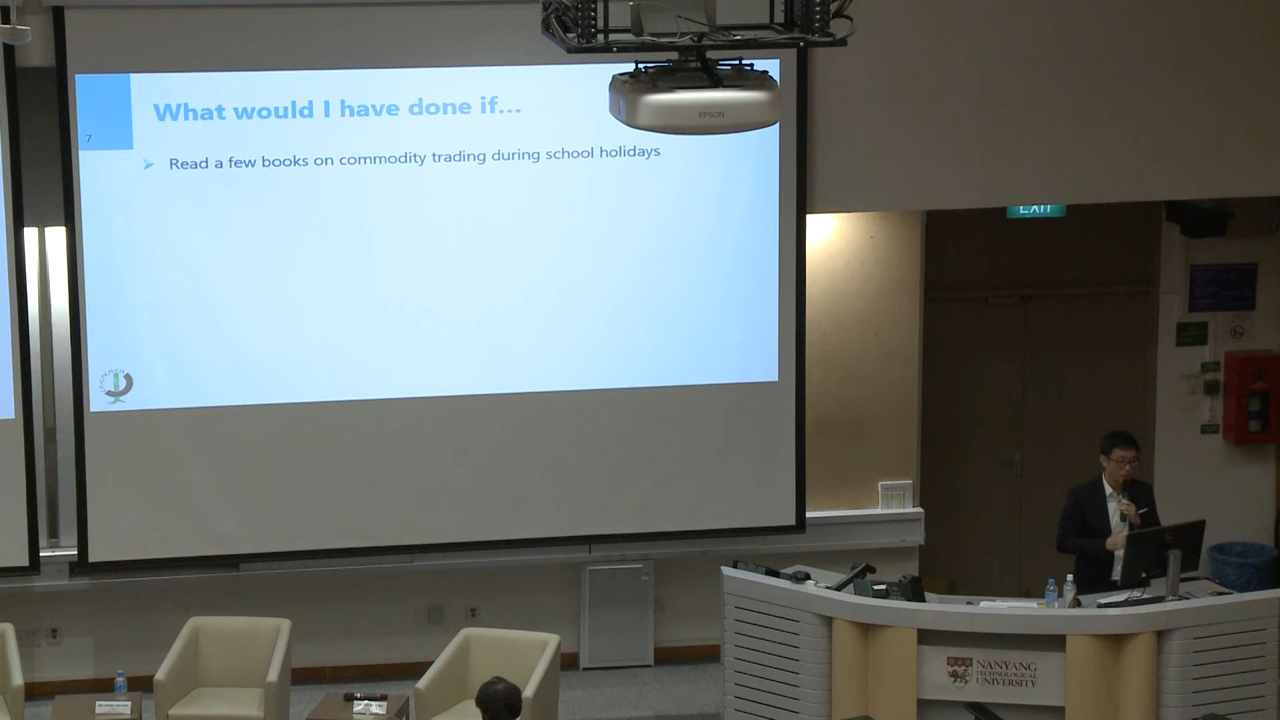 What would I have done if...
7
Read a few books on commodity trading during school holidays
EPSON
EXIT
NANYANG
TECHNOLOGICAL
UNIVERSITY